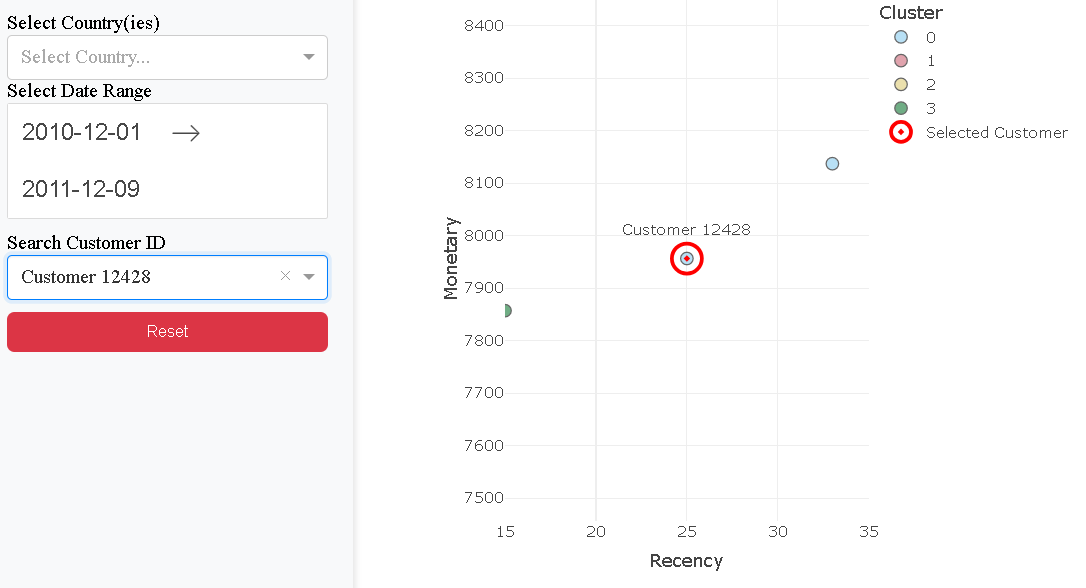 Select Country(ies)
Select Country...
Select Date Range
2010-12-01
2011-12-09
Search Customer ID
Customer 12428
Reset
8400
8300
8200
8100
8000
7900
7800
7700
7600
7500
Monetary
Customer 12428
15
20
25
30
35
Recency
Cluster
0
1
2
3
Selected Customer